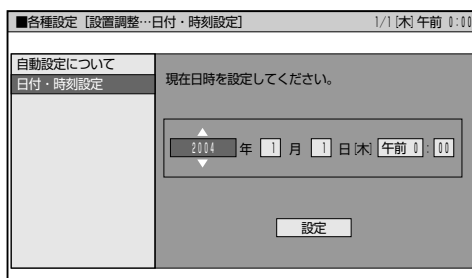 ■各種設定［設置調整…日付・時刻設定］ 1/1[木]午前 0:00
自動設定について
日付・時刻設定
現在日時を設定してください。
2004 年 1 月 1 日[木] 午前 0 : 00
設定